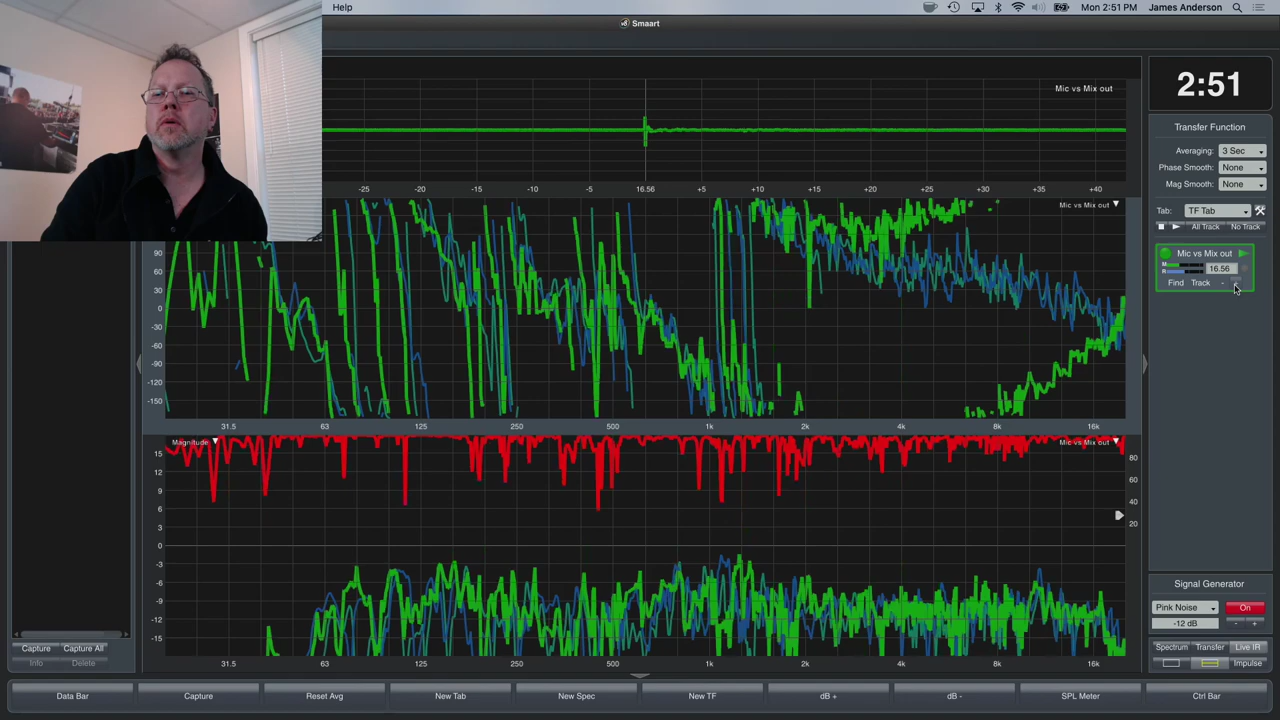 Help
Mon 2:51 PM James Anderson
Smaart
Mic vs Mix out
-25 -20 -15 -10 -5 16.56 +5 +10 +15 +20 +25 +30 +35 +40
2:51
Transfer Function
Averaging: 3 Sec
Phase Smooth: None
Mag Smooth: None
Tab: TF Tab
All Track No Track
Mic vs Mix out
M
R
16.56
Find Track -
Mic vs Mix out
90
60
30
0
-30
-60
-90
-120
-150
31.5 63 125 250 500 1k 2k 4k 8k 16k
Magnitude
Mic vs Mix out
15
12
9
6
3
0
-3
-6
-9
-12
-15
80
60
40
20
31.5 63 125 250 500 1k 2k 4k 8k 16k
Signal Generator
Pink Noise On
-12 dB - +
Spectrum Transfer Live IR
Impulse
Capture Capture All
Info Delete
Data Bar Capture Reset Avg New Tab New Spec New TF dB + dB - SPL Meter Ctrl Bar